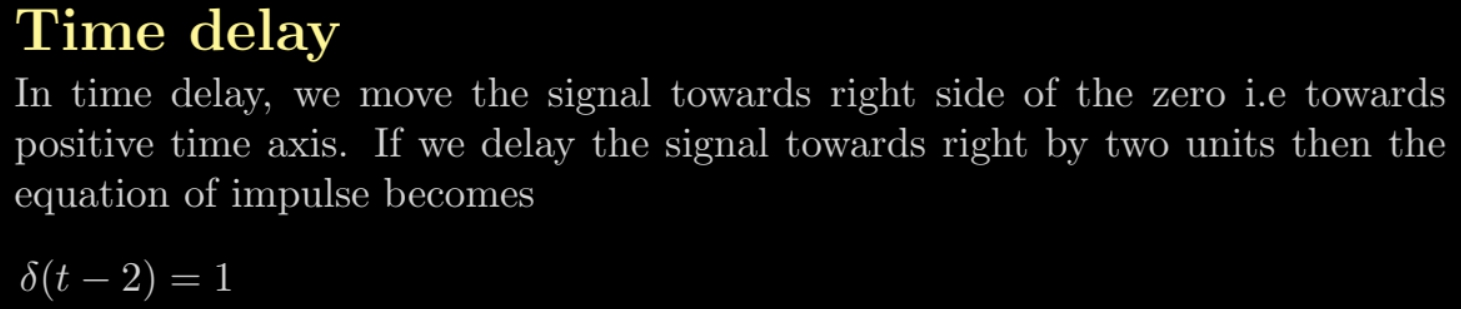 Time delay
In time delay, we move the signal towards right side of the zero i.e towards
positive time axis. If we delay the signal towards right by two units then the
equation of impulse becomes
δ(t − 2) = 1